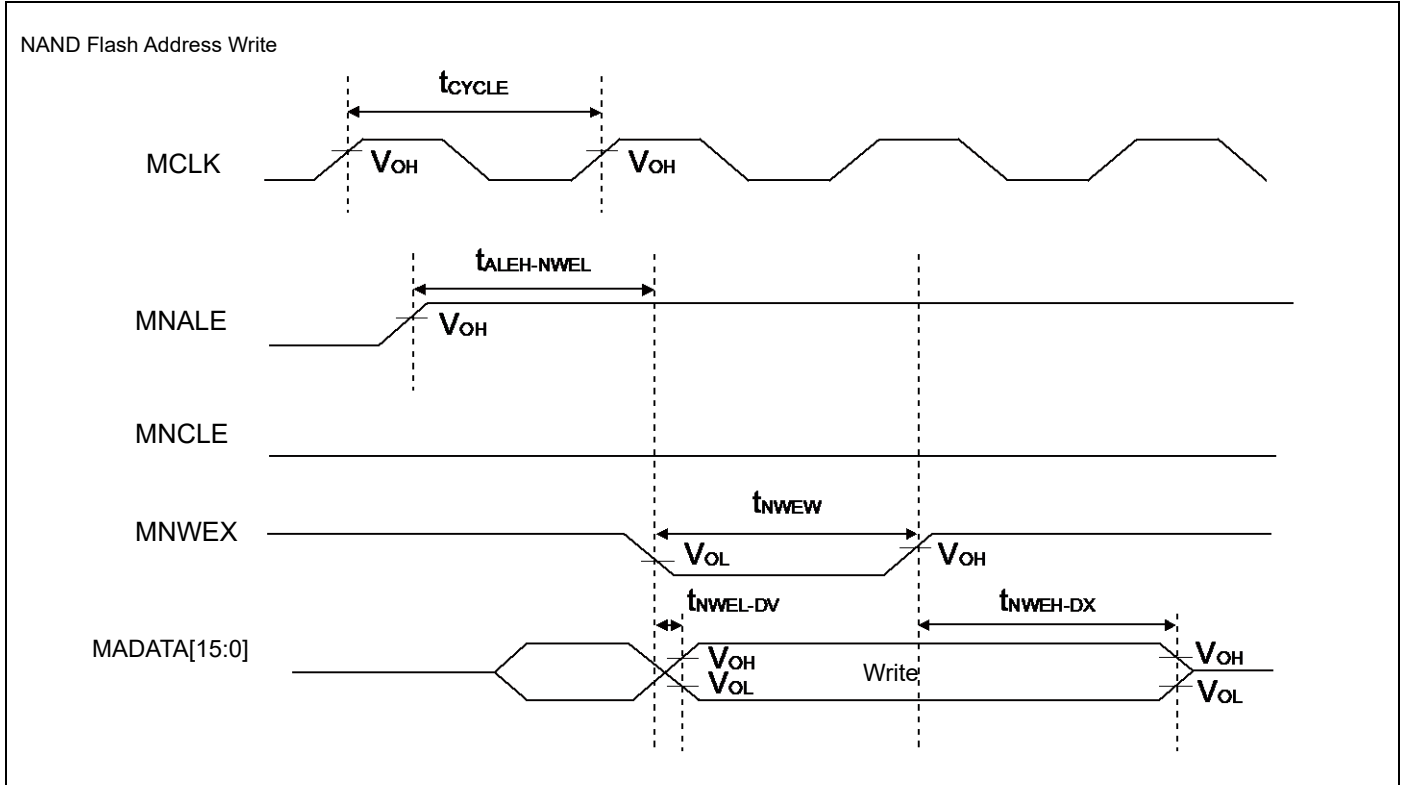 NAND Flash Address Write
tCYCLE
MCLK
VOH
VOH
tALEH-NWEL
MNALE
VOH
MNCLE
tNWEW
MNWEX
VOL
VOH
tNWEL-DV
tNWEH-DX
MADATA[15:0]
VOH
Write
VOH
VOL
VOL